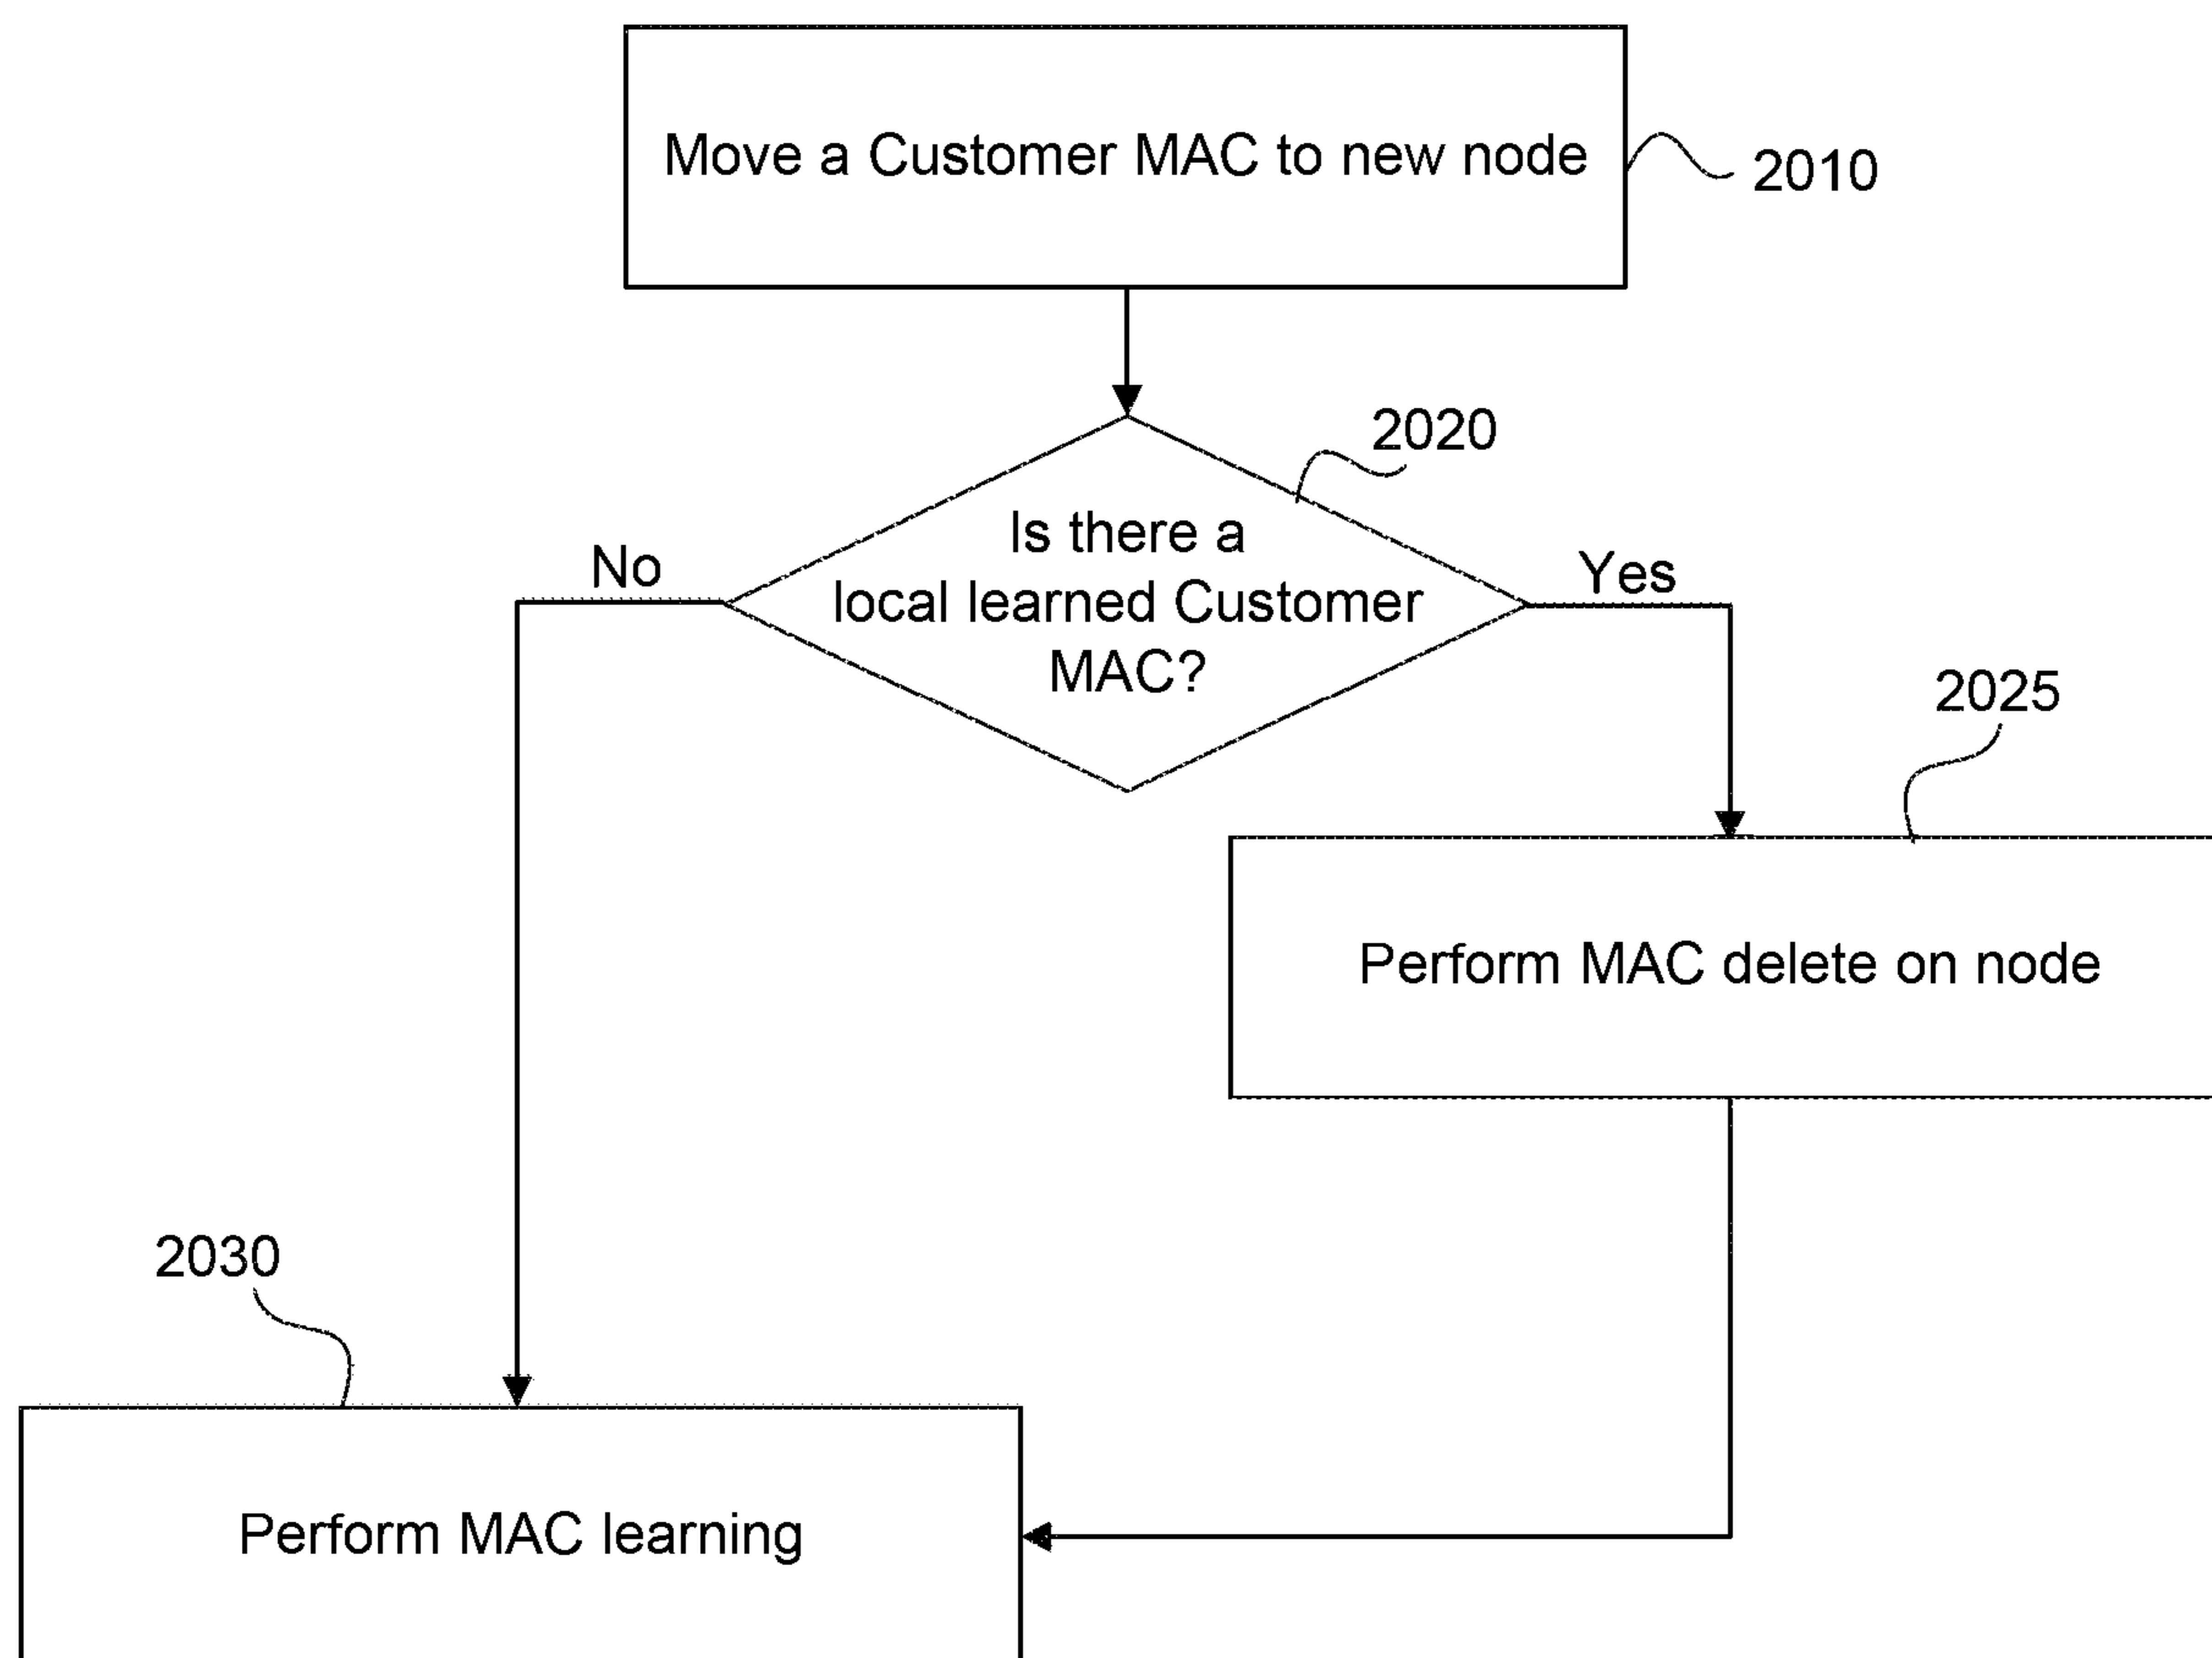 Move a Customer MAC to new node
2010
2020
Is there a
local learned Customer
MAC?
No
Yes
2025
Perform MAC delete on node
2030
Perform MAC learning